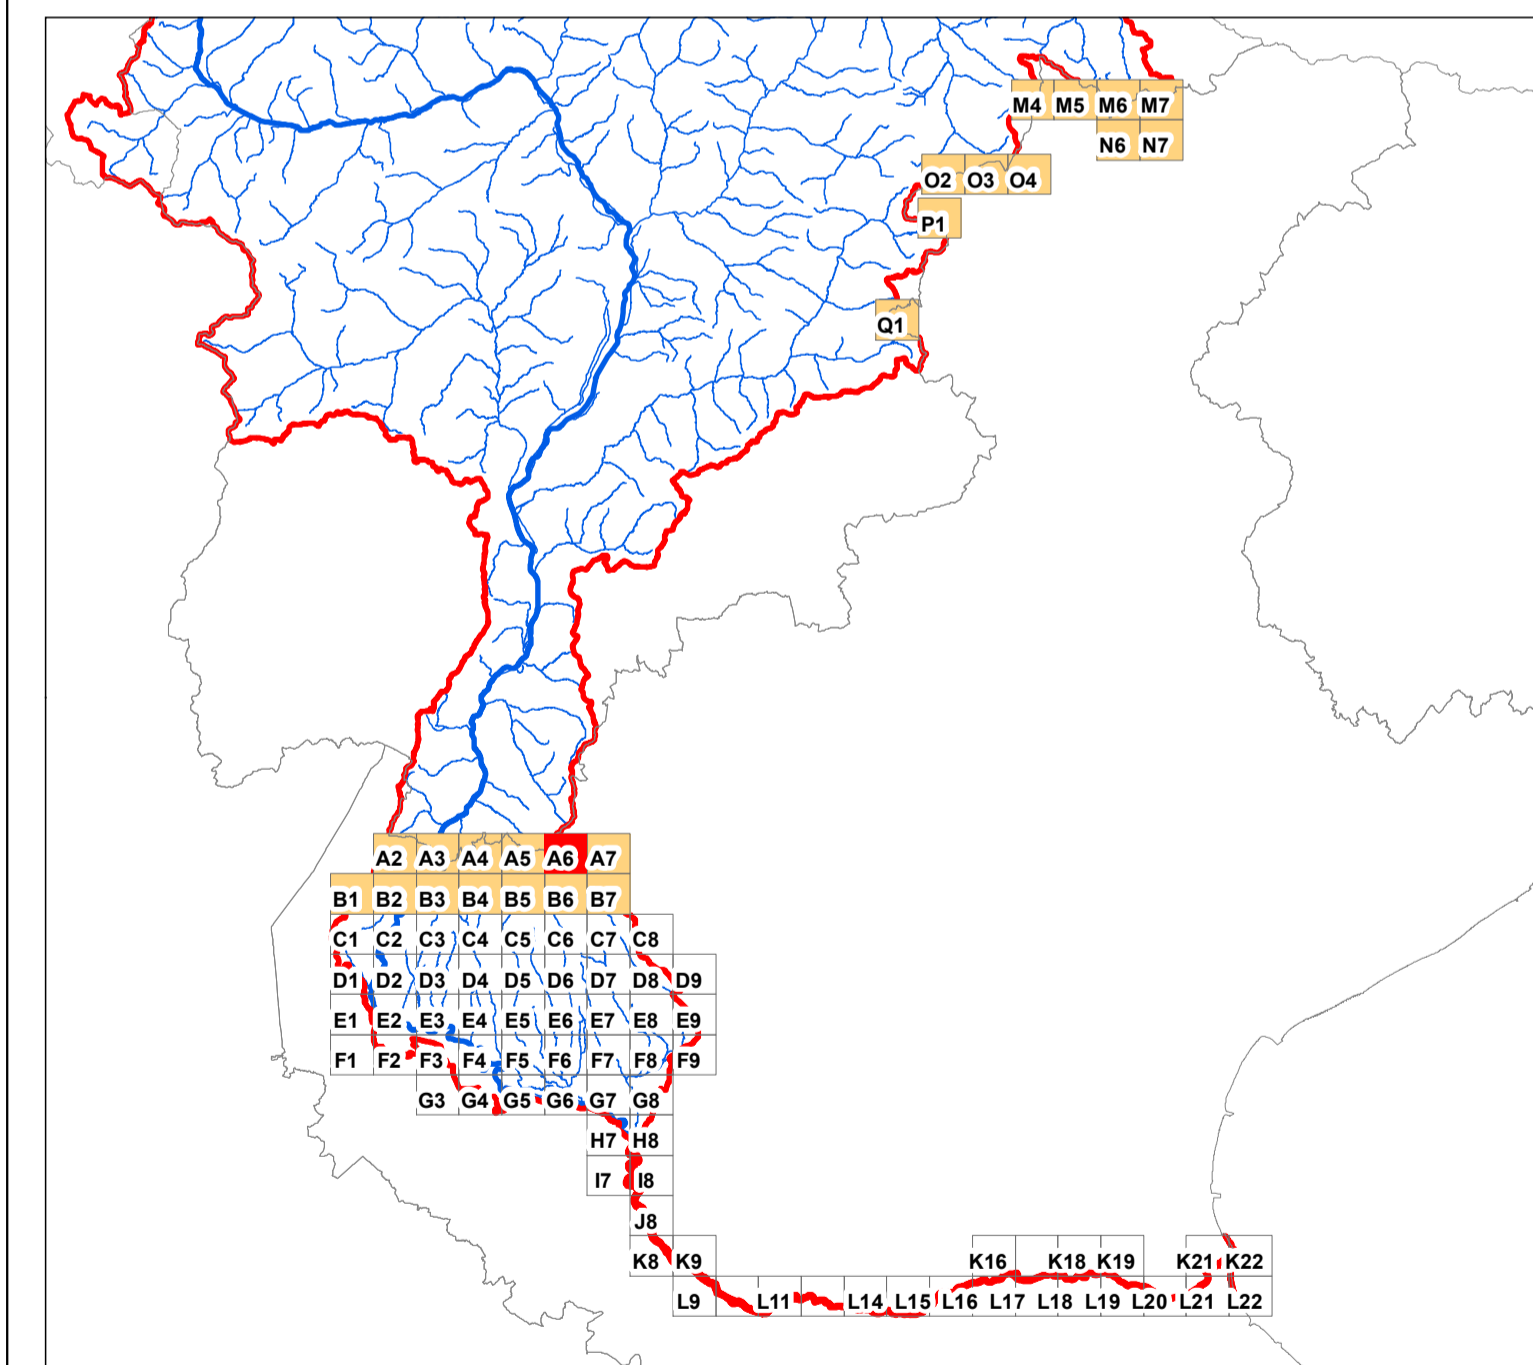 M4 M5 M6 M7
N6 N7
O2 O3 O4
P1
Q1
A2 A3 A4 A5 A6 A7
B1 B2 B3 B4 B5 B6 B7
C1 C2 C3 C4 C5 C6 C7 C8
D1 D2 D3 D4 D5 D6 D7 D8 D9
E1 E2 E3 E4 E5 E6 E7 E8 E9
F1 F2 F3 F4 F5 F6 F7 F8 F9
G3 G4 G5 G6 G7 G8
H7 H8
I7 I8
J8
K8 K9 K16 K18 K19 K21 K22
L9 L11 L14 L15 L16 L17 L18 L19 L20 L21 L22